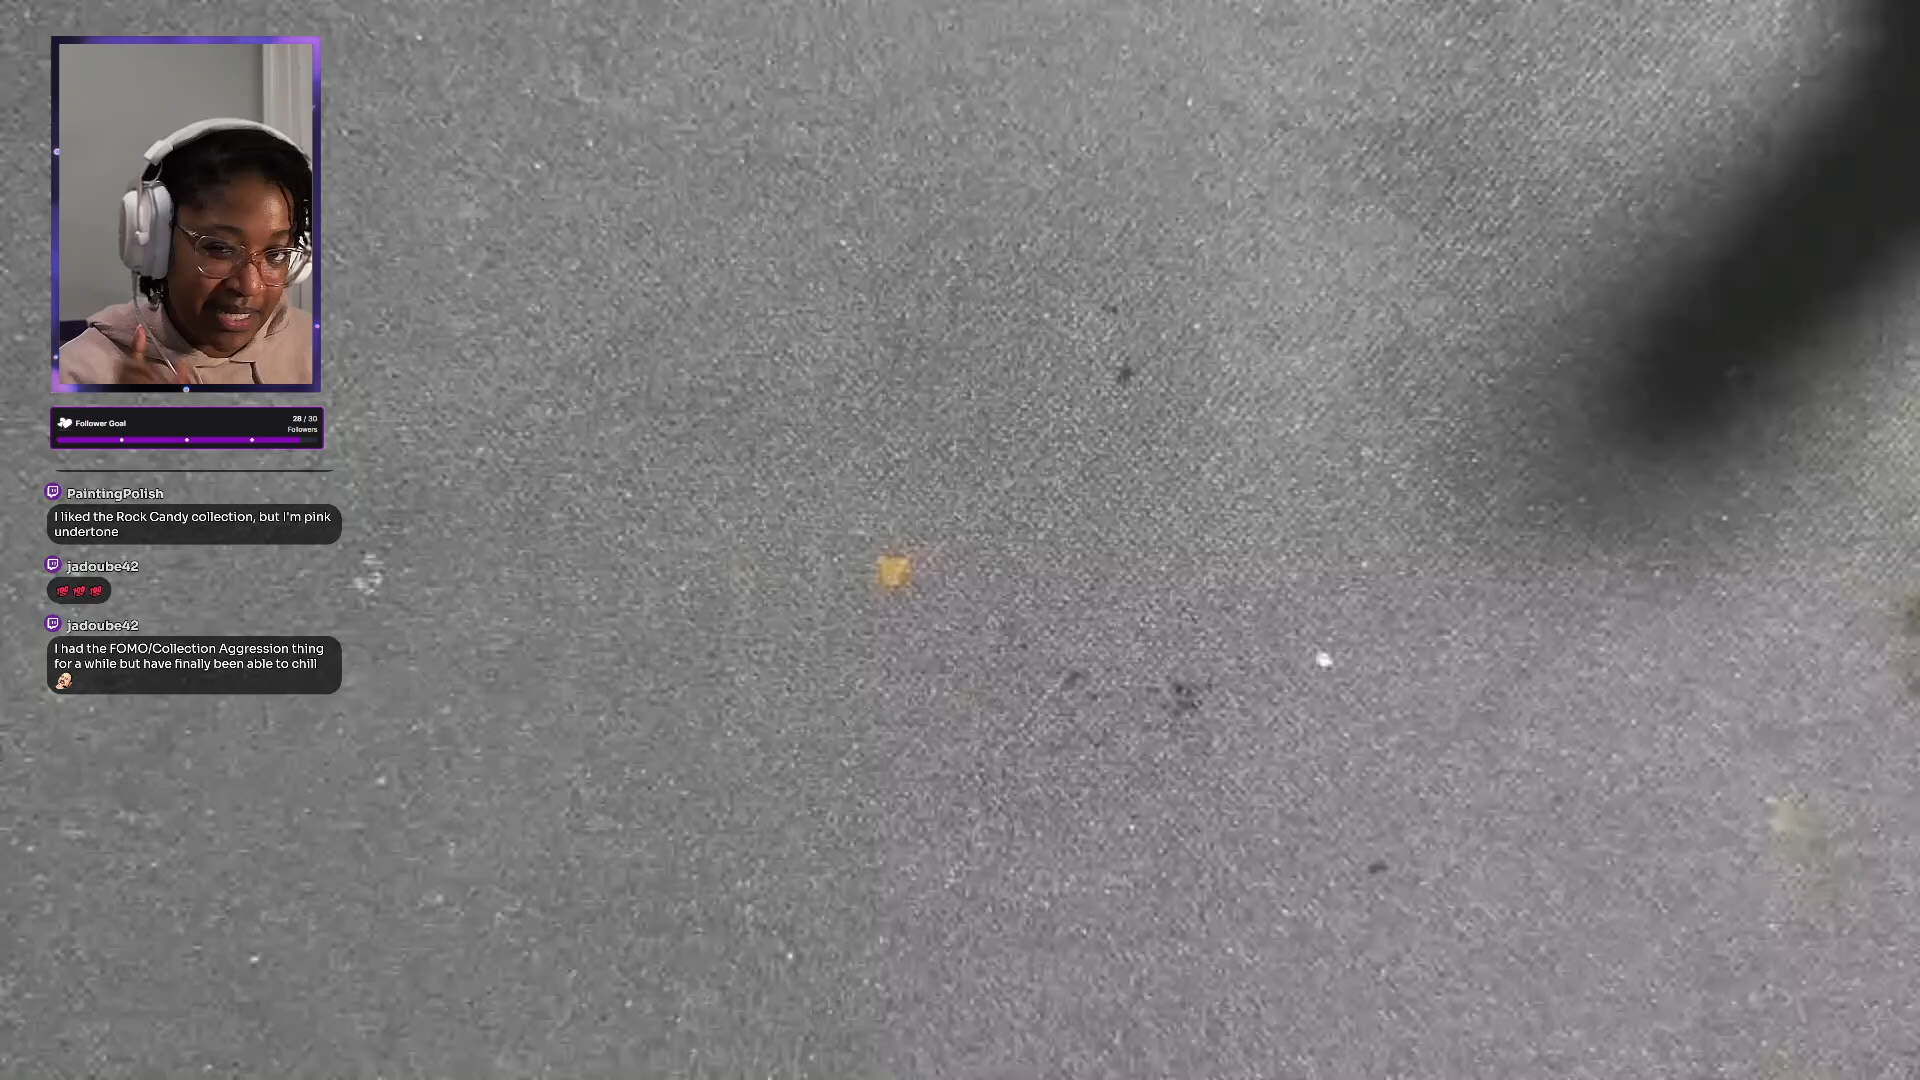 Follower Goal
28 / 30
Followers
PaintingPolish
I liked the Rock Candy collection, but I'm pink
undertone
jadoube42
💯 💯 💯
jadoube42
I had the FOMO/Collection Aggression thing
for a while but have finally been able to chill